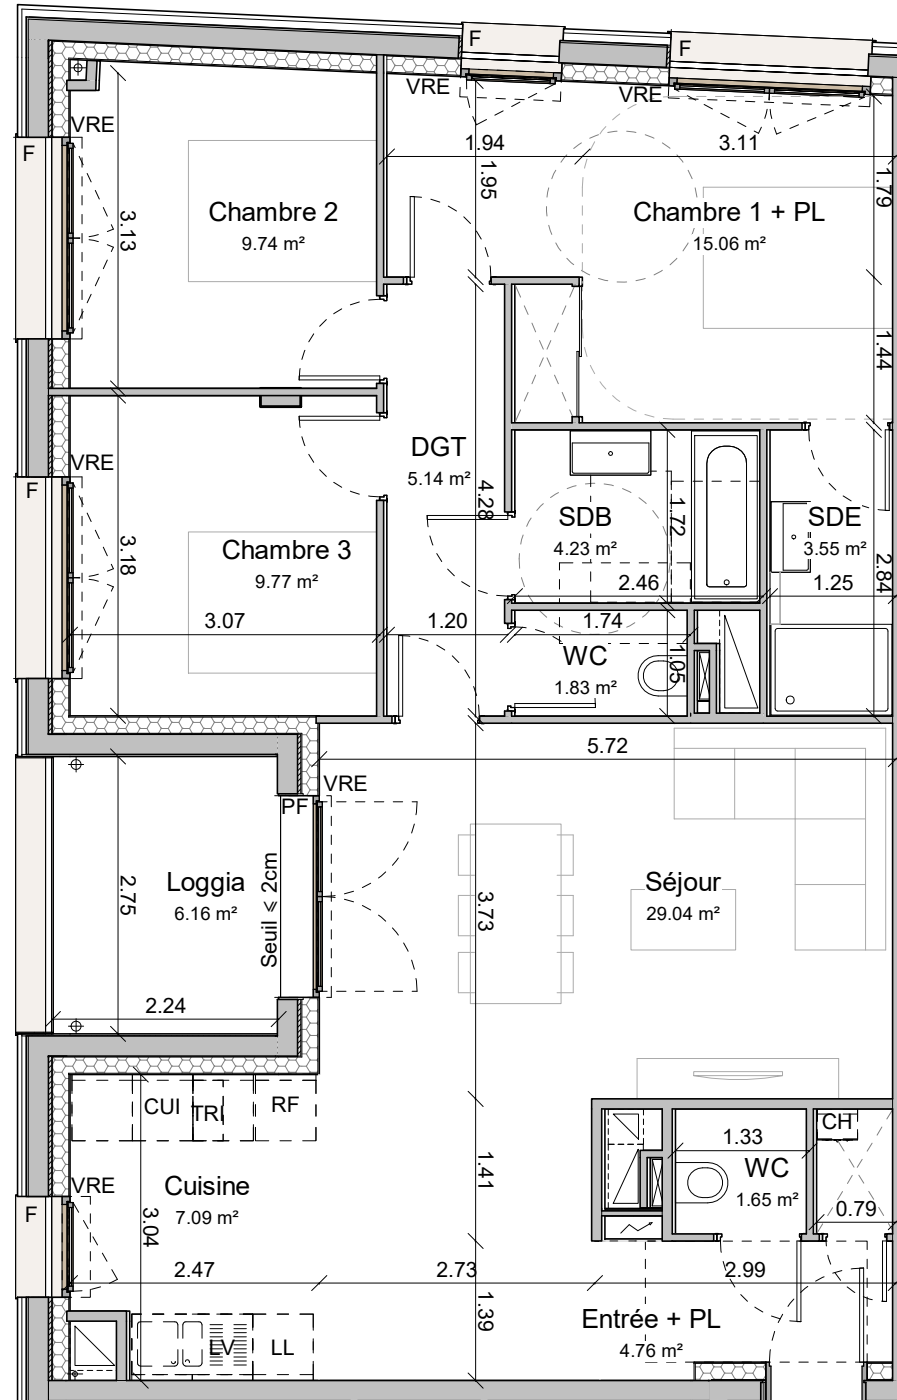 F
F
VRE
VRE
VRE
F
1.94
3.11
1.95
1.79
Chambre 2
9.74 m²
3.13
Chambre 1 + PL
15.06 m²
1.44
VRE
F
DGT
5.14 m²
4.28
1.72
SDB
4.23 m²
SDE
3.55 m²
Chambre 3
9.77 m²
3.18
2.46
1.25
2.84
3.07
1.20
1.74
WC
1.83 m²
1.05
5.72
VRE
PF
Seuil ⩽ 2cm
Loggia
6.16 m²
2.75
3.73
Séjour
29.04 m²
2.24
CUI
TRI
RF
CH
1.33
WC
1.65 m²
0.79
1.41
VRE
F
Cuisine
7.09 m²
3.04
2.47
2.73
2.99
Entrée + PL
4.76 m²
1.39
LV
LL